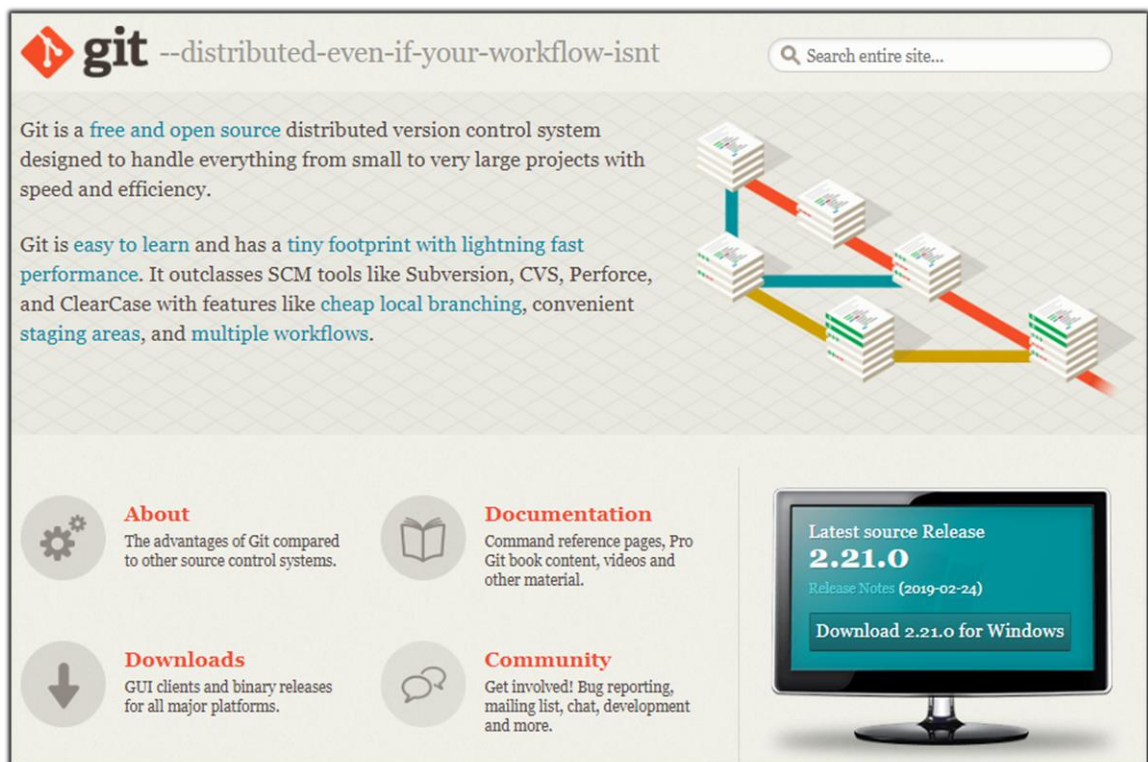 git --distributed-even-if-your-workflow-isnt
Search entire site...
Git is a free and open source distributed version control system
designed to handle everything from small to very large projects with
speed and efficiency.
Git is easy to learn and has a tiny footprint with lightning fast
performance. It outclasses SCM tools like Subversion, CVS, Perforce,
and ClearCase with features like cheap local branching, convenient
staging areas, and multiple workflows.
About
The advantages of Git compared
to other source control systems.
Documentation
Command reference pages, Pro
Git book content, videos and
other material.
Downloads
GUI clients and binary releases
for all major platforms.
Community
Get involved! Bug reporting,
mailing list, chat, development
and more.
Latest source Release
2.21.0
Release Notes (2019-02-24)
Download 2.21.0 for Windows